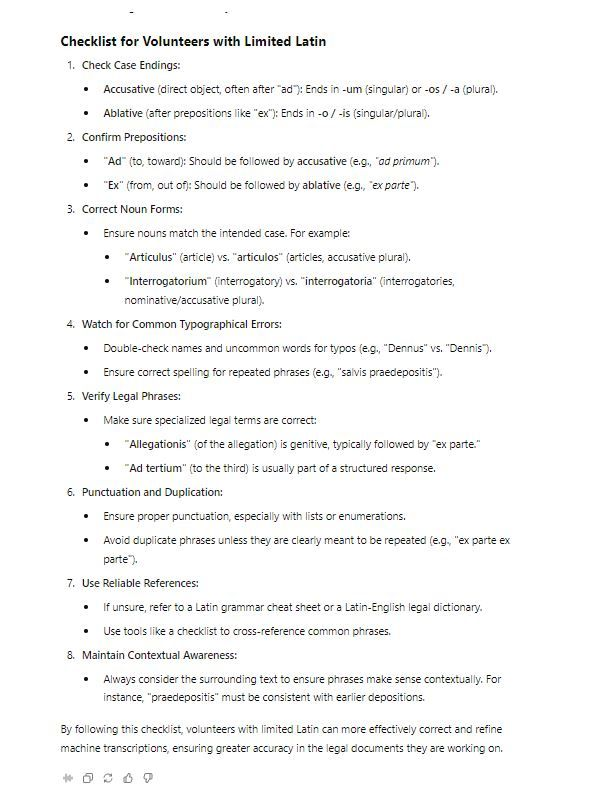 Checklist for Volunteers with Limited Latin
1. Check Case Endings:
• Accusative (direct object, often after "ad"): Ends in -um (singular) or -os / -a (plural).
• Ablative (after prepositions like "ex"): Ends in -o / -is (singular/plural).
2. Confirm Prepositions:
• "Ad" (to, toward): Should be followed by accusative (e.g., "ad primum").
• "Ex" (from, out of): Should be followed by ablative (e.g., "ex parte").
3. Correct Noun Forms:
• Ensure nouns match the intended case. For example:
• "Articulus" (article) vs. "articulos" (articles, accusative plural).
• "Interrogatorium" (interrogatory) vs. "interrogatoria" (interrogatories,
nominative/accusative plural).
4. Watch for Common Typographical Errors:
• Double-check names and uncommon words for typos (e.g., "Dennus" vs. "Dennis").
• Ensure correct spelling for repeated phrases (e.g., "salvis praedepositis").
5. Verify Legal Phrases:
• Make sure specialized legal terms are correct:
• "Allegationis" (of the allegation) is genitive, typically followed by "ex parte."
• "Ad tertium" (to the third) is usually part of a structured response.
6. Punctuation and Duplication:
• Ensure proper punctuation, especially with lists or enumerations.
• Avoid duplicate phrases unless they are clearly meant to be repeated (e.g., "ex parte ex
parte").
7. Use Reliable References:
• If unsure, refer to a Latin grammar cheat sheet or a Latin-English legal dictionary.
• Use tools like a checklist to cross-reference common phrases.
8. Maintain Contextual Awareness:
• Always consider the surrounding text to ensure phrases make sense contextually. For
instance, "praedepositis" must be consistent with earlier depositions.
By following this checklist, volunteers with limited Latin can more effectively correct and refine
machine transcriptions, ensuring greater accuracy in the legal documents they are working on.